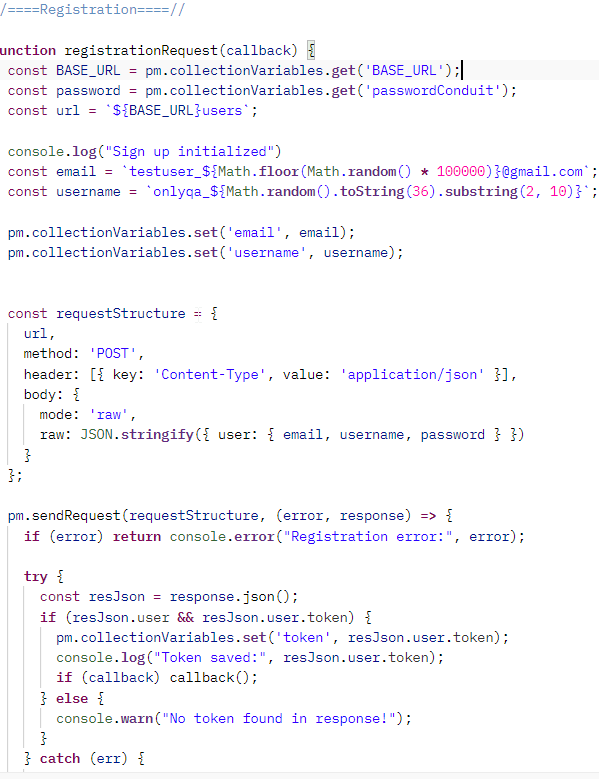 /====Registration====//
unction registrationRequest(callback) {
const BASE_URL = pm.collectionVariables.get('BASE_URL');
const password = pm.collectionVariables.get('passwordConduit');
const url = `${BASE_URL}users`;
console.log("Sign up initialized")
const email = `testuser_${Math.floor(Math.random() * 100000)}@gmail.com`;
const username = `onlyqa_${Math.random().toString(36).substring(2, 10)}`;
pm.collectionVariables.set('email', email);
pm.collectionVariables.set('username', username);
const requestStructure = {
url,
method: 'POST',
header: [{ key: 'Content-Type', value: 'application/json' }],
body: {
mode: 'raw',
raw: JSON.stringify({ user: { email, username, password } })
}
};
pm.sendRequest(requestStructure, (error, response) => {
if (error) return console.error("Registration error:", error);
try {
const resJson = response.json();
if (resJson.user && resJson.user.token) {
pm.collectionVariables.set('token', resJson.user.token);
console.log("Token saved:", resJson.user.token);
if (callback) callback();
} else {
console.warn("No token found in response!");
}
} catch (err) {